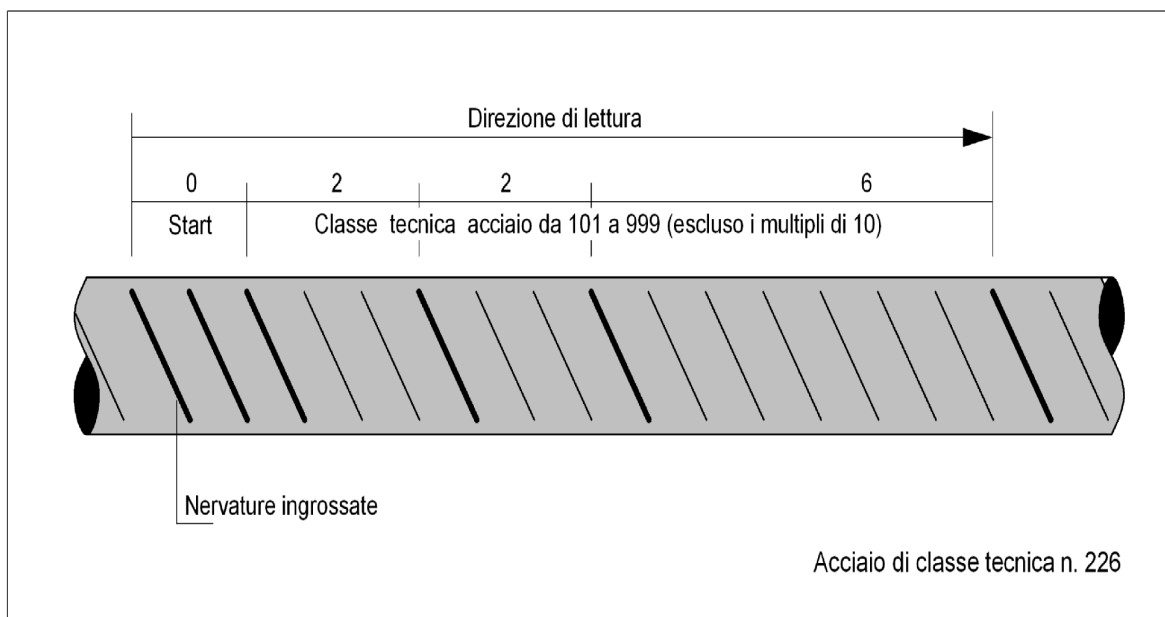 Direzione di lettura
0 2 2 6
Start Classe tecnica acciaio da 101 a 999 (escluso i multipli di 10)
Nervature ingrossate
Acciaio di classe tecnica n. 226